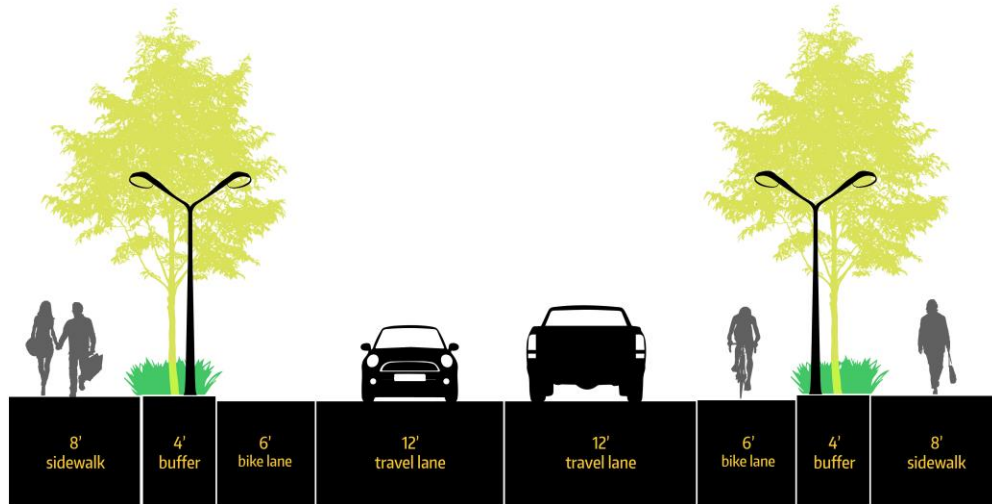 8'
sidewalk
4'
buffer
6'
bike lane
12'
travel lane
12'
travel lane
6'
bike lane
4'
buffer
8'
sidewalk